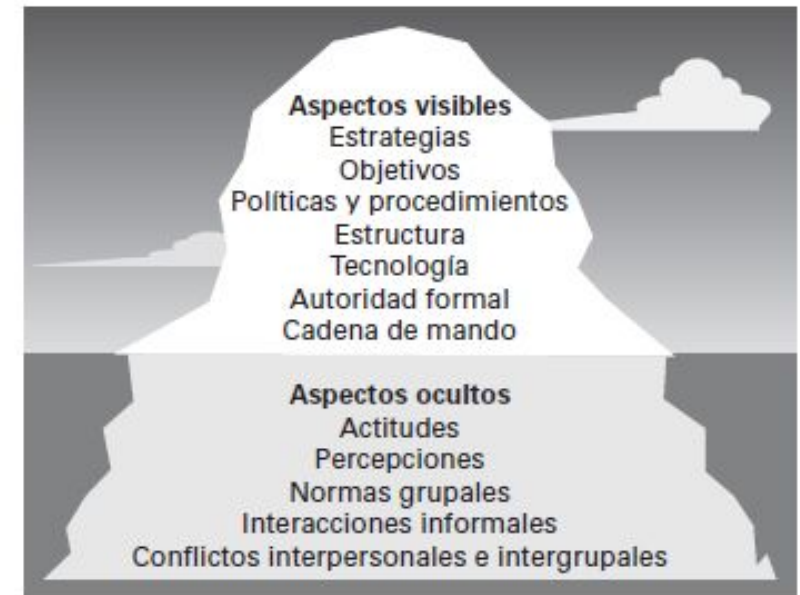 Aspectos visibles
Estrategias
Objetivos
Políticas y procedimientos
Estructura
Tecnología
Autoridad formal
Cadena de mando
Aspectos ocultos
Actitudes
Percepciones
Normas grupales
Interacciones informales
Conflictos interpersonales e intergrupales